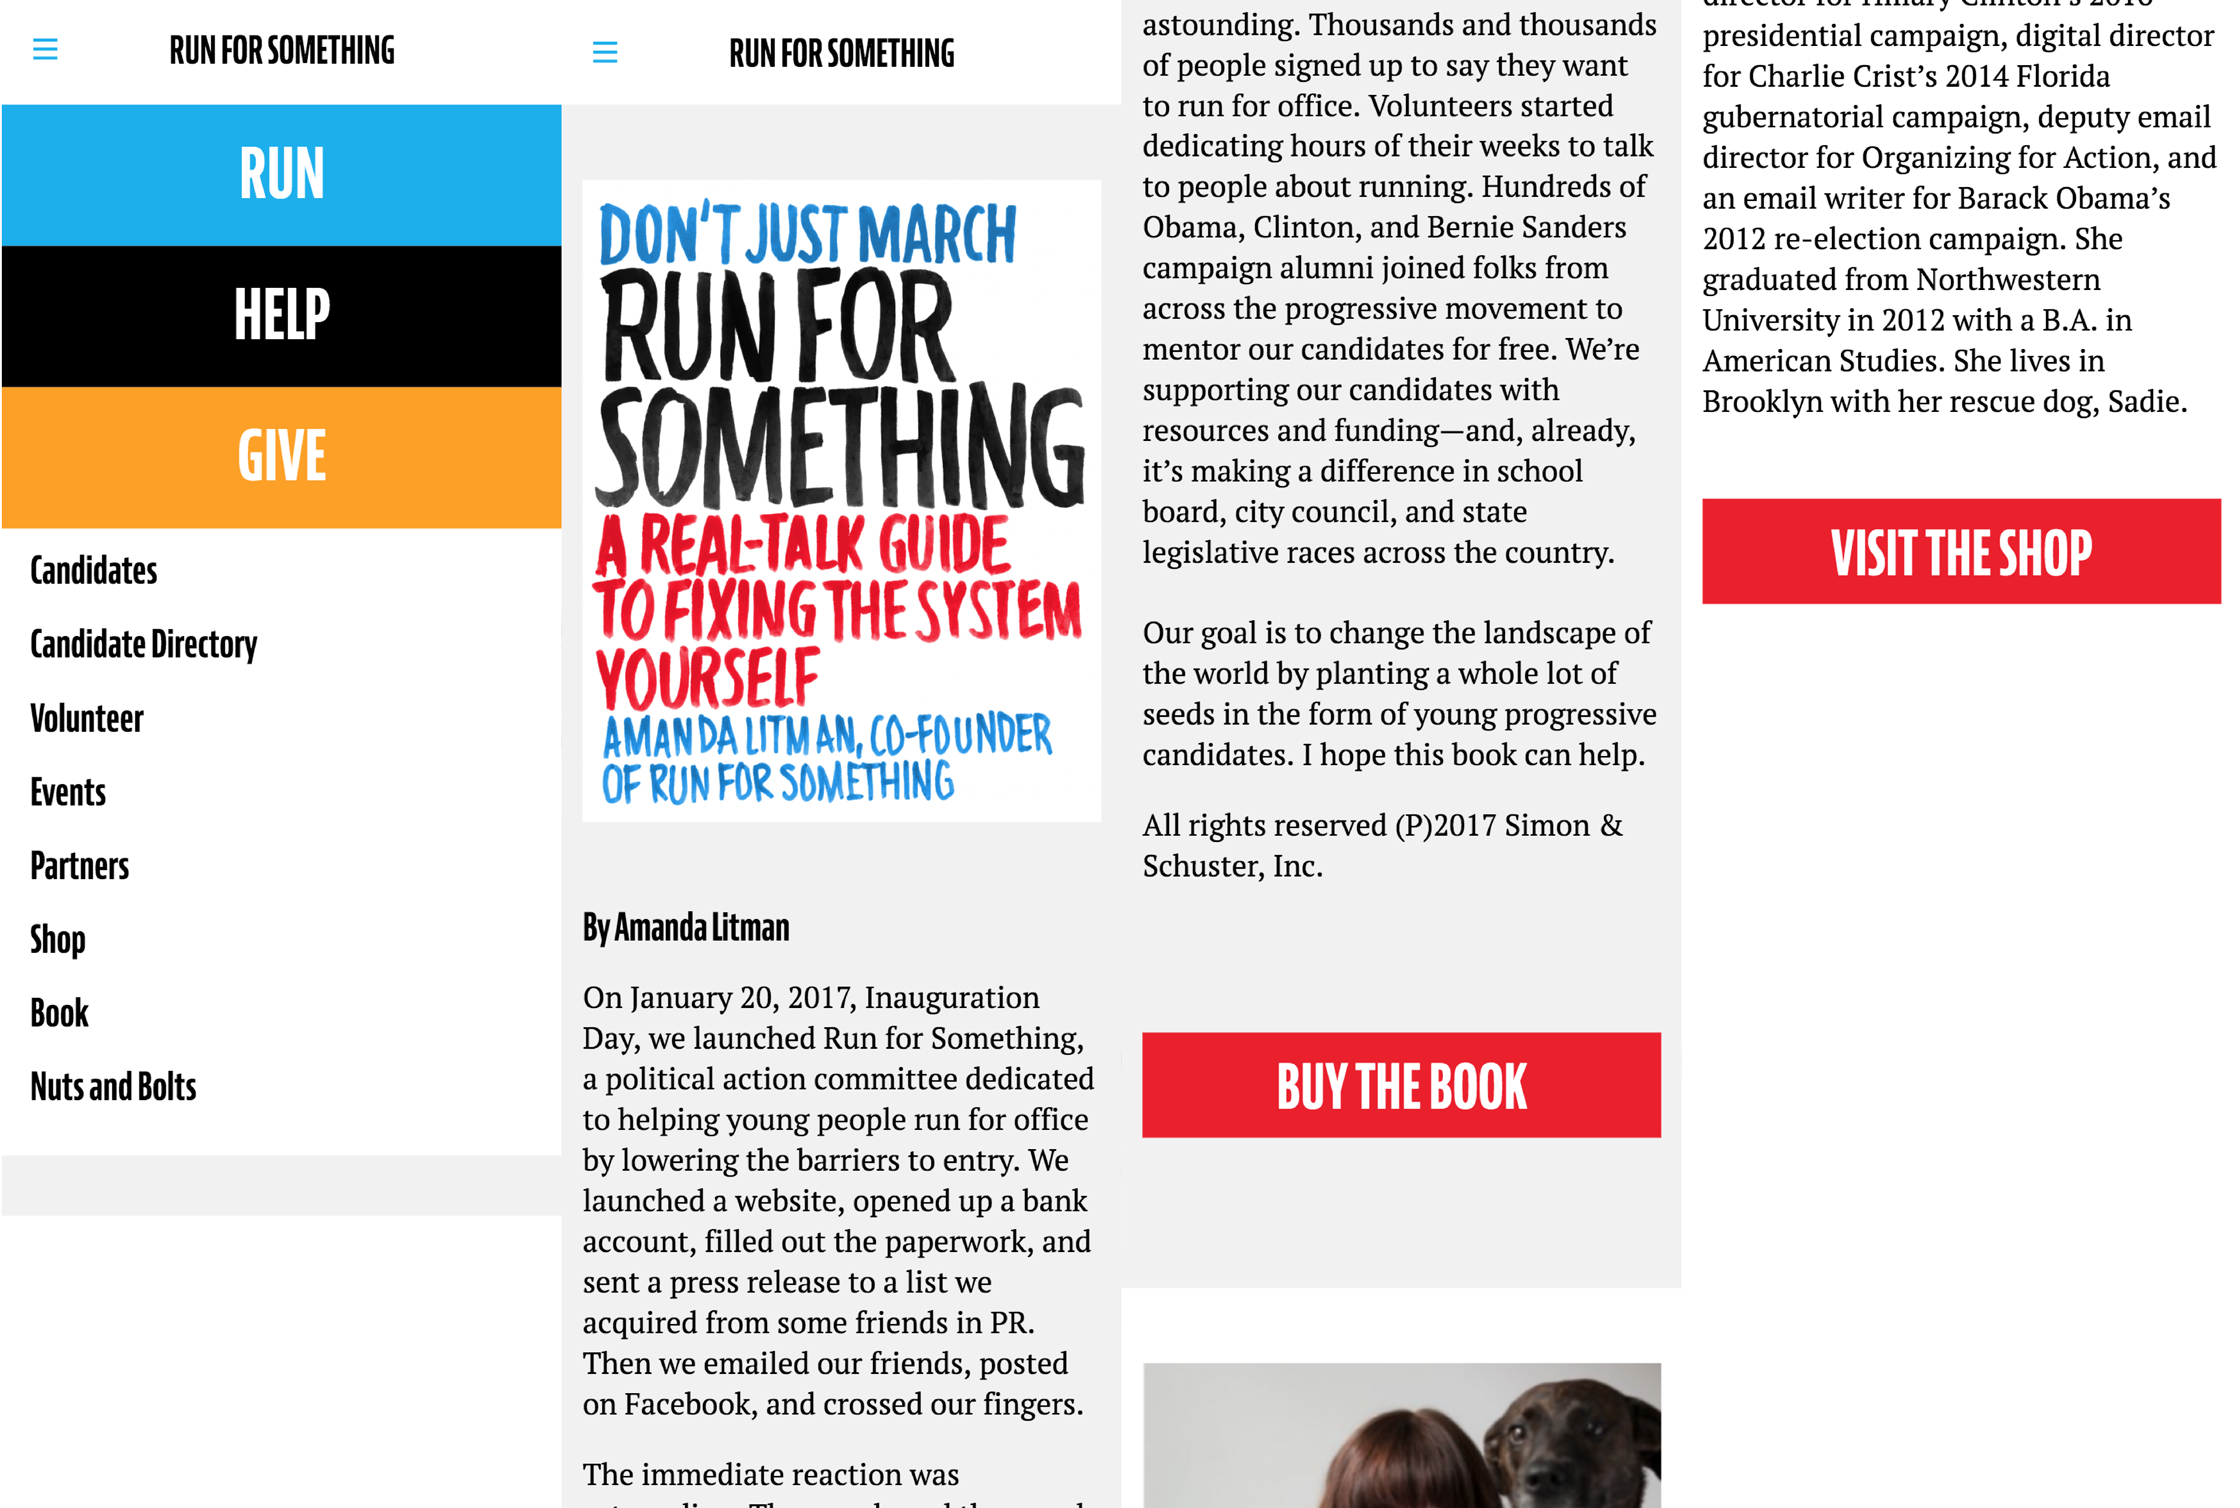 RUN FOR SOMETHING
RUN
HELP
GIVE
Candidates
Candidate Directory
Volunteer
Events
Partners
Shop
Book
Nuts and Bolts
RUN FOR SOMETHING
DON'T JUST MARCH
RUN FOR
SOMETHING
A REAL-TALK GUIDE
TO FIXING THE SYSTEM
YOURSELF
AMANDA LITMAN, CO-FOUNDER
OF RUN FOR SOMETHING
By Amanda Litman
On January 20, 2017, Inauguration
Day, we launched Run for Something,
a political action committee dedicated
to helping young people run for office
by lowering the barriers to entry. We
launched a website, opened up a bank
account, filled out the paperwork, and
sent a press release to a list we
acquired from some friends in PR.
Then we emailed our friends, posted
on Facebook, and crossed our fingers.
The immediate reaction was
astounding. Thousands and thousands
of people signed up to say they want
to run for office. Volunteers started
dedicating hours of their weeks to talk
to people about running. Hundreds of
Obama, Clinton, and Bernie Sanders
campaign alumni joined folks from
across the progressive movement to
mentor our candidates for free. We’re
supporting our candidates with
resources and funding—and, already,
it’s making a difference in school
board, city council, and state
legislative races across the country.
Our goal is to change the landscape of
the world by planting a whole lot of
seeds in the form of young progressive
candidates. I hope this book can help.
All rights reserved (P)2017 Simon &
Schuster, Inc.
BUY THE BOOK
director for Hillary Clinton’s 2016
presidential campaign, digital director
for Charlie Crist’s 2014 Florida
gubernatorial campaign, deputy email
director for Organizing for Action, and
an email writer for Barack Obama’s
2012 re-election campaign. She
graduated from Northwestern
University in 2012 with a B.A. in
American Studies. She lives in
Brooklyn with her rescue dog, Sadie.
VISIT THE SHOP